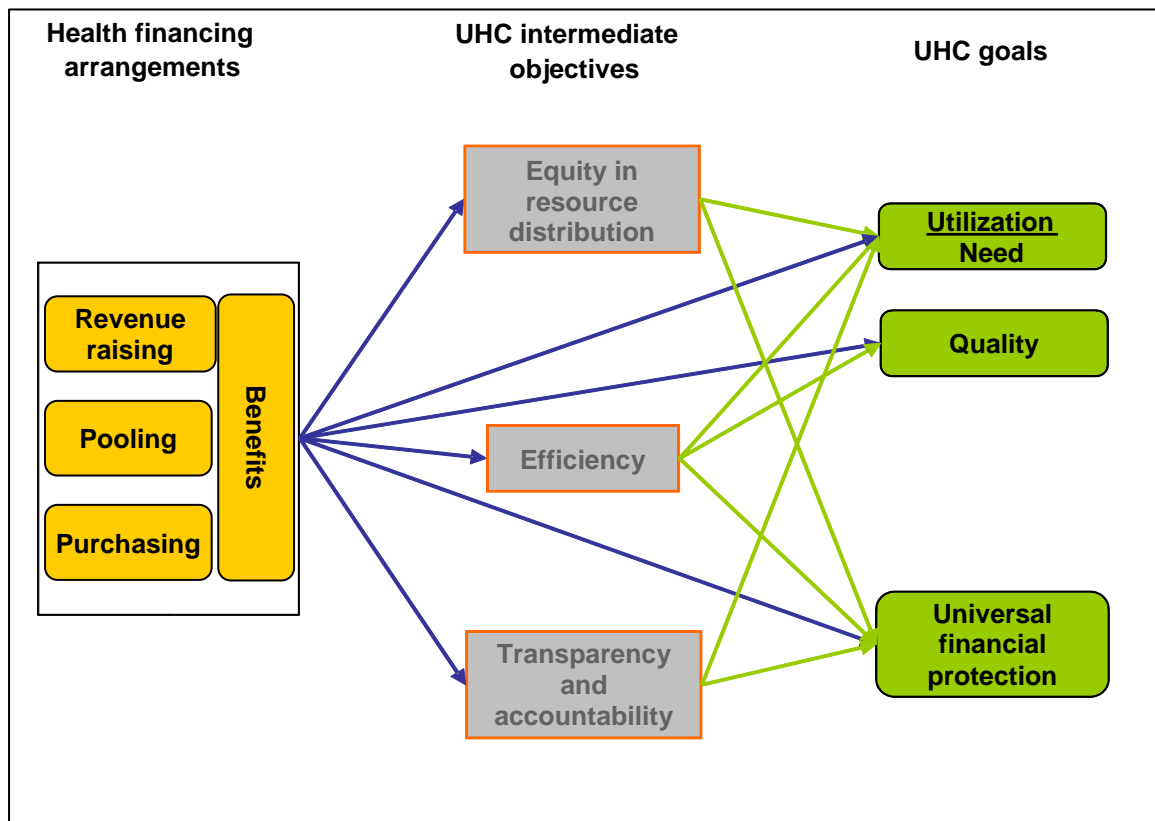 Health financing
arrangements
UHC intermediate
objectives
UHC goals
Revenue
raising
Pooling
Purchasing
Benefits
Equity in
resource
distribution
Efficiency
Transparency
and
accountability
Utilization
Need
Quality
Universal
financial
protection